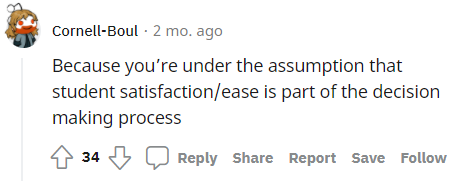 Cornell-Boul · 2 mo. ago
Because you're under the assumption that
student satisfaction/ease is part of the decision
making process
34 Reply Share Report Save Follow